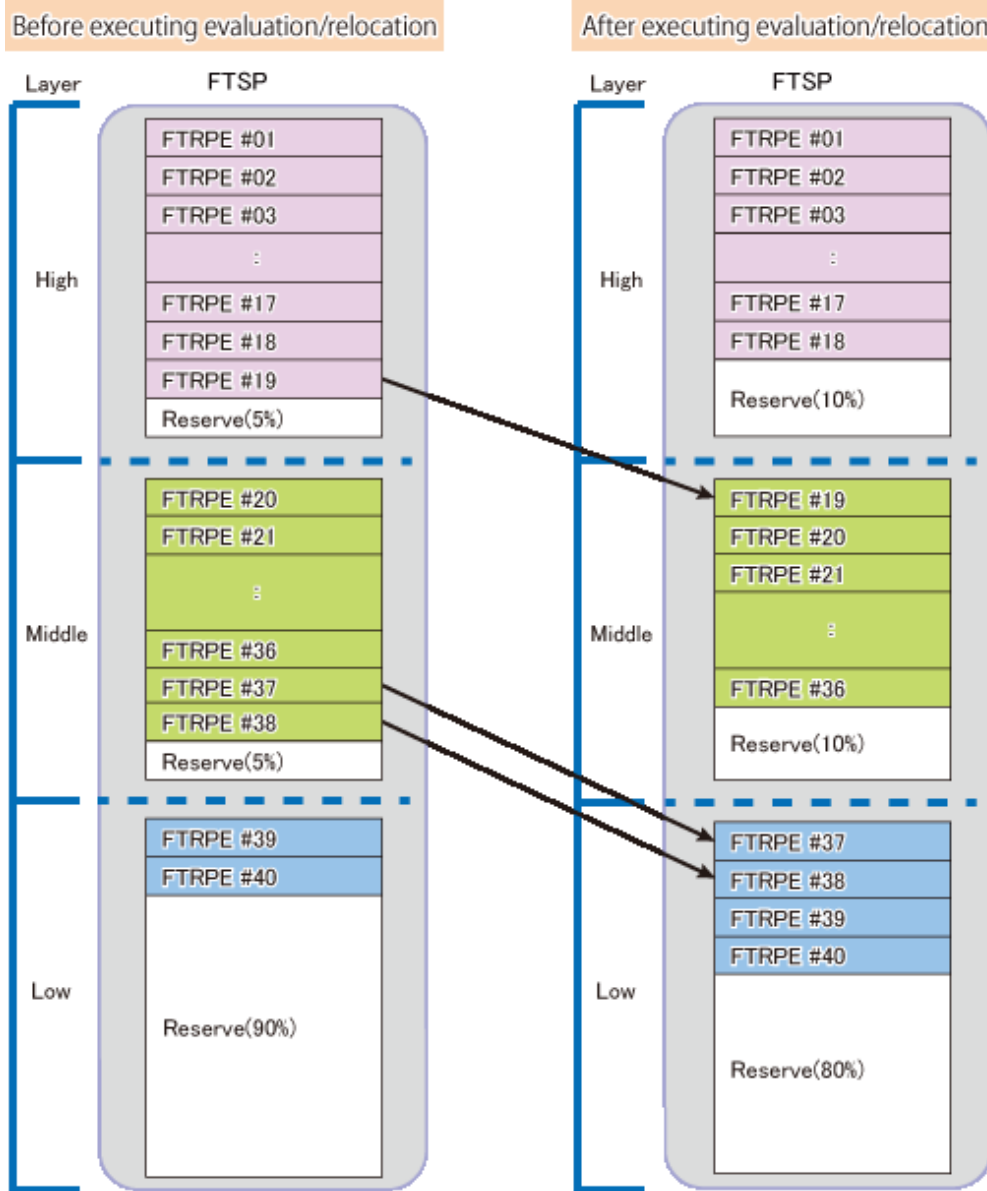 Before executing evaluation/relocation
Layer
FTSP
High
FTRPE #01
FTRPE #02
FTRPE #03
:
FTRPE #17
FTRPE #18
FTRPE #19
Reserve(5%)
Middle
FTRPE #20
FTRPE #21
:
FTRPE #36
FTRPE #37
FTRPE #38
Reserve(5%)
Low
FTRPE #39
FTRPE #40
Reserve(90%)
After executing evaluation/relocation
Layer
FTSP
High
FTRPE #01
FTRPE #02
FTRPE #03
:
FTRPE #17
FTRPE #18
Reserve(10%)
Middle
FTRPE #19
FTRPE #20
FTRPE #21
:
FTRPE #36
Reserve(10%)
Low
FTRPE #37
FTRPE #38
FTRPE #39
FTRPE #40
Reserve(80%)